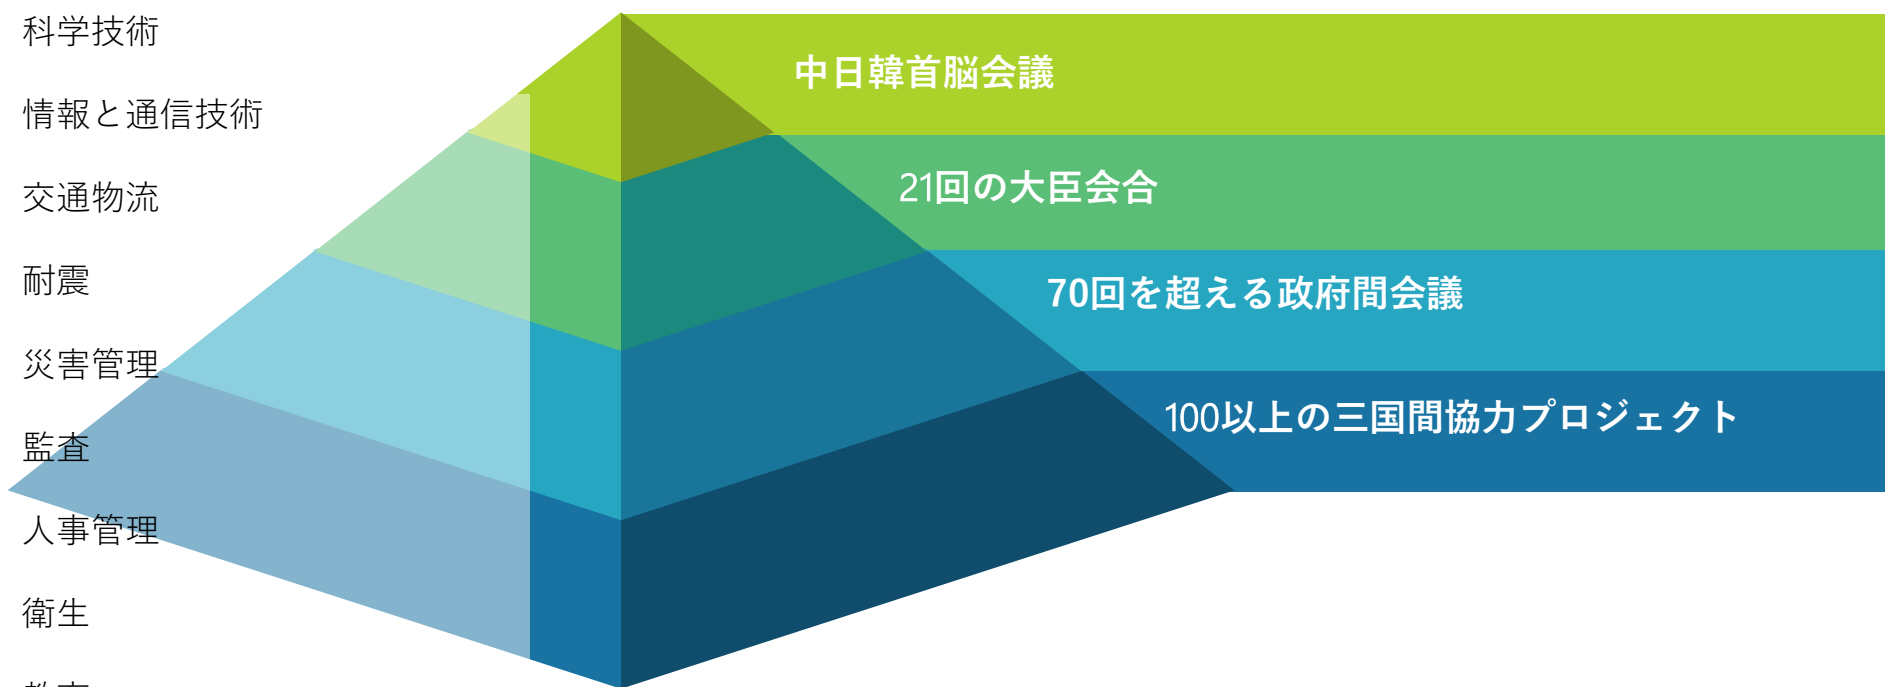 科学技術
情報と通信技術
交通物流
耐震
災害管理
監査
人事管理
衛生
中日韓首脳会議
21回の大臣会合
70回を超える政府間会議
100以上の三国間協力プロジェクト